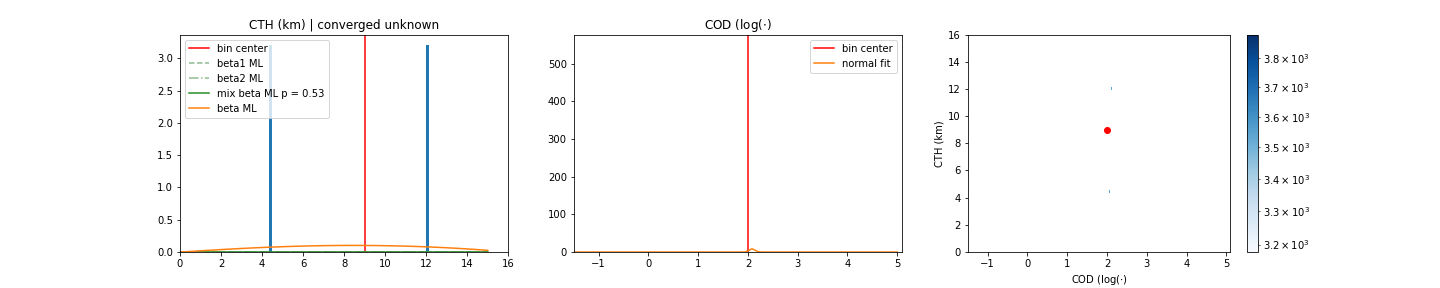 CTH (km) | converged unknown
3.0
2.5
2.0
1.5
1.0
0.5
0.0
0 2 4 6 8 10 12 14 16
bin center
beta1 ML
beta2 ML
mix beta ML p = 0.53
beta ML
COD (log(·)
500
400
300
200
100
0
−1 0 1 2 3 4 5
bin center
normal fit
CTH (km)
16
14
12
10
8
6
4
2
0
−1 0 1 2 3 4 5
COD (log(·)
3.8 × 10³
3.7 × 10³
3.6 × 10³
3.5 × 10³
3.4 × 10³
3.3 × 10³
3.2 × 10³